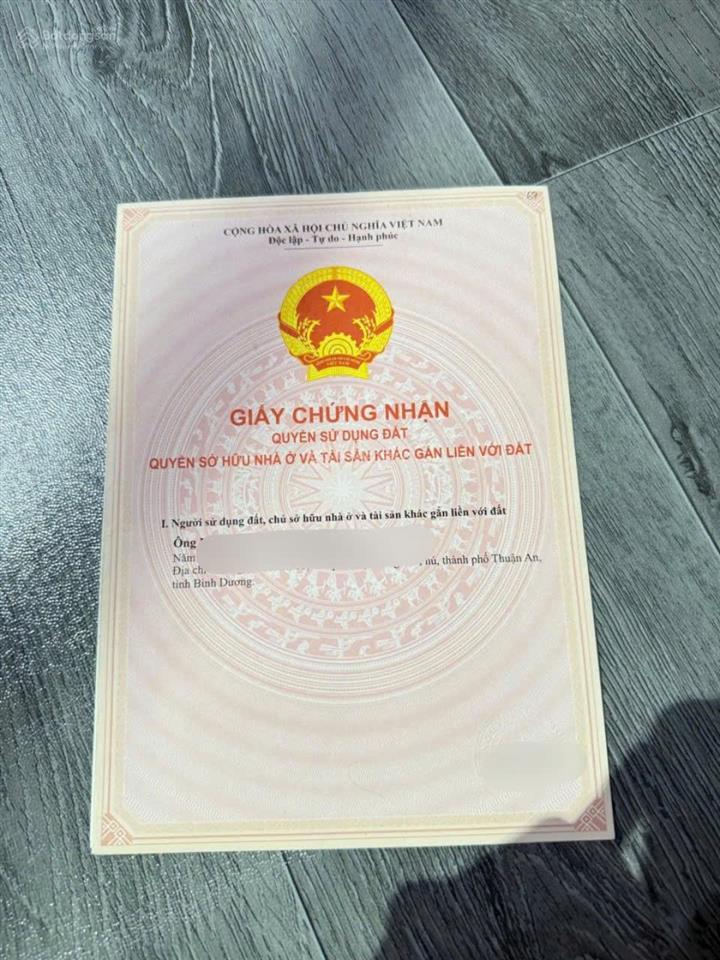 Batdongsan
CỘNG HÒA XÃ HỘI CHỦ NGHĨA VIỆT NAM
Độc lập - Tự do - Hạnh phúc
VIỆT NAM
GIẤY CHỨNG NHẬN
QUYỀN SỬ DỤNG ĐẤT
QUYỀN SỞ HỮU NHÀ Ở VÀ TÀI SẢN KHÁC GẮN LIỀN VỚI ĐẤT
I. Người sử dụng đất, chủ sở hữu nhà ở và tài sản khác gắn liền với đất
Ông
Năm
Địa thành phố Thuận An,
tỉnh Bình Dương.